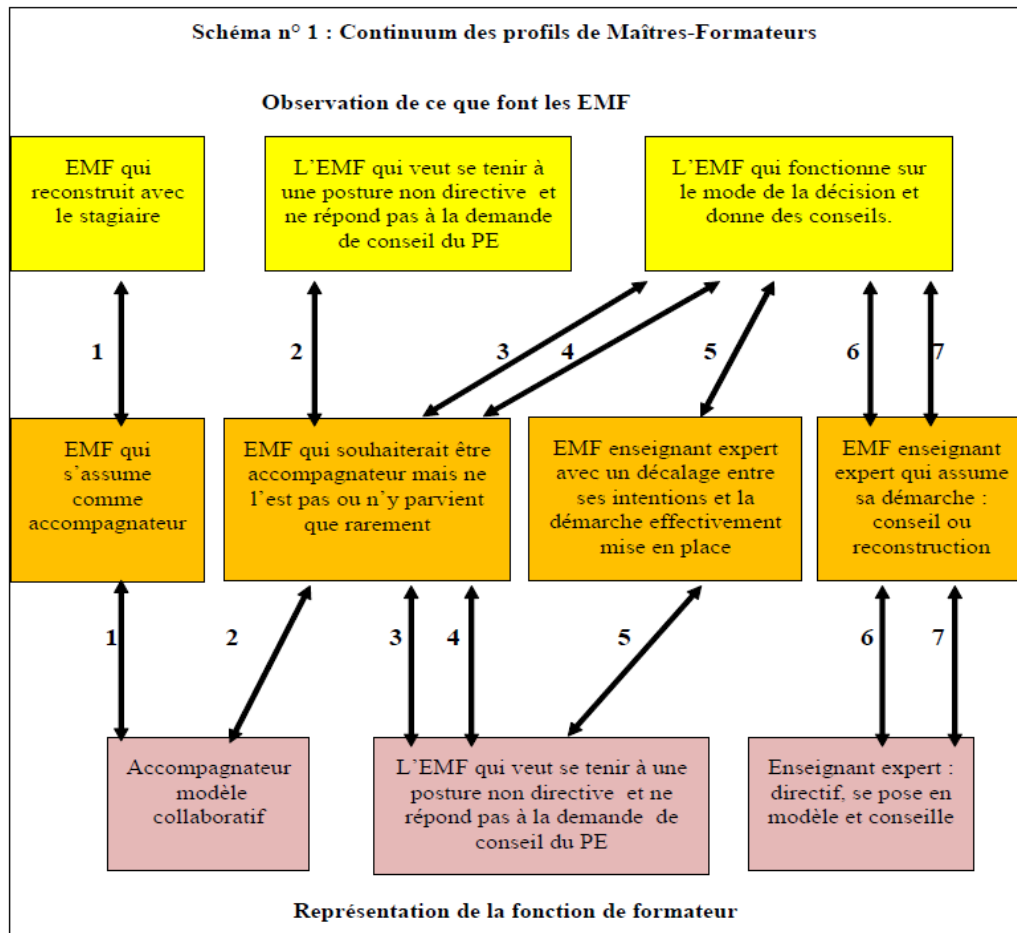 Schéma n° 1 : Continuum des profils de Maîtres-Formateurs
Observation de ce que font les EMF
EMF qui
reconstruit avec
le stagiaire
L'EMF qui veut se tenir à
une posture non directive et
ne répond pas à la demande
de conseil du PE
L'EMF qui fonctionne sur
le mode de la décision et
donne des conseils.
1
2
3
4
5
6
7
EMF qui
s'assume
comme
accompagnateur
EMF qui souhaiterait être
accompagnateur mais ne
l'est pas ou n'y parvient
que rarement
EMF enseignant expert
avec un décalage entre
ses intentions et la
démarche effectivement
mise en place
EMF enseignant
expert qui assume
sa démarche :
conseil ou
reconstruction
1
2
3
4
5
6
7
Accompagnateur
modèle
collaboratif
L'EMF qui veut se tenir à une
posture non directive et ne
répond pas à la demande de
conseil du PE
Enseignant expert :
directif, se pose en
modèle et conseille
Représentation de la fonction de formateur